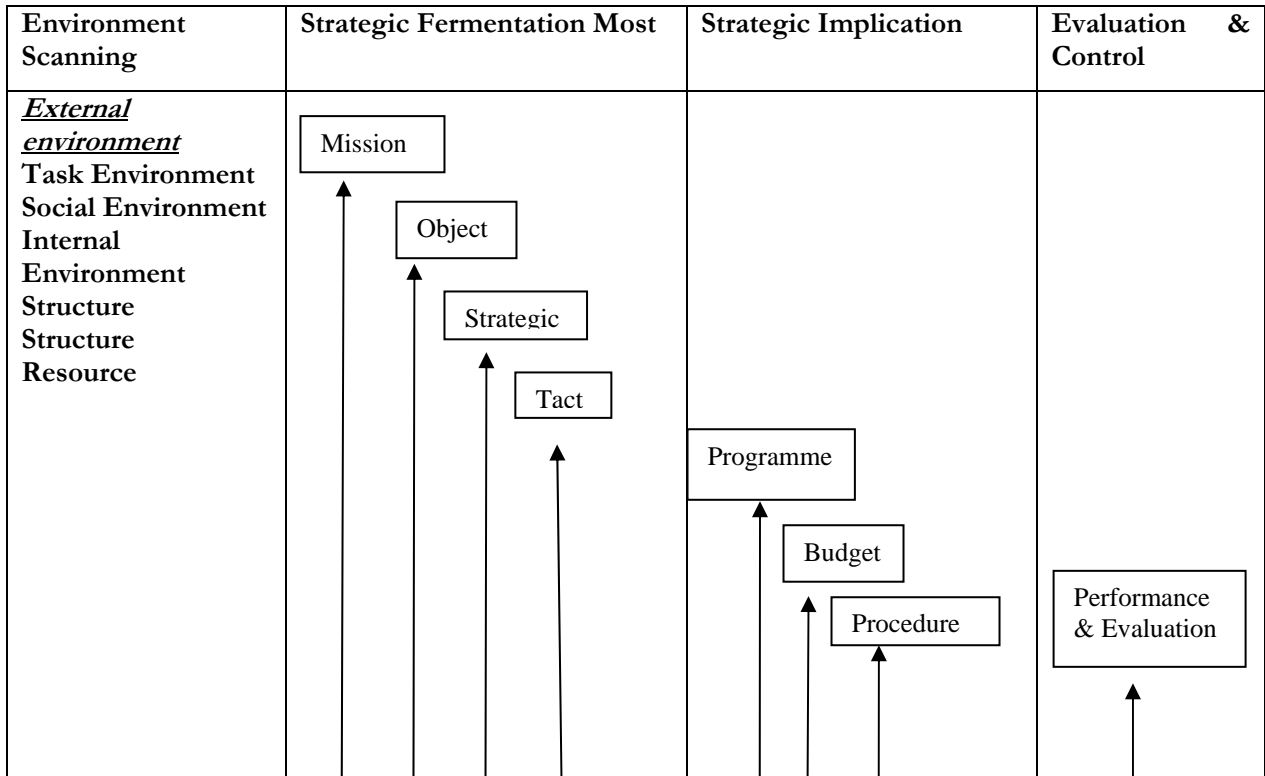 Environment
Scanning
Strategic Fermentation Most
Strategic Implication
Evaluation &
Control
External
environment
Task Environment
Social Environment
Internal
Environment
Structure
Structure
Resource
Mission
Object
Strategic
Tact
Programme
Budget
Procedure
Performance
& Evaluation